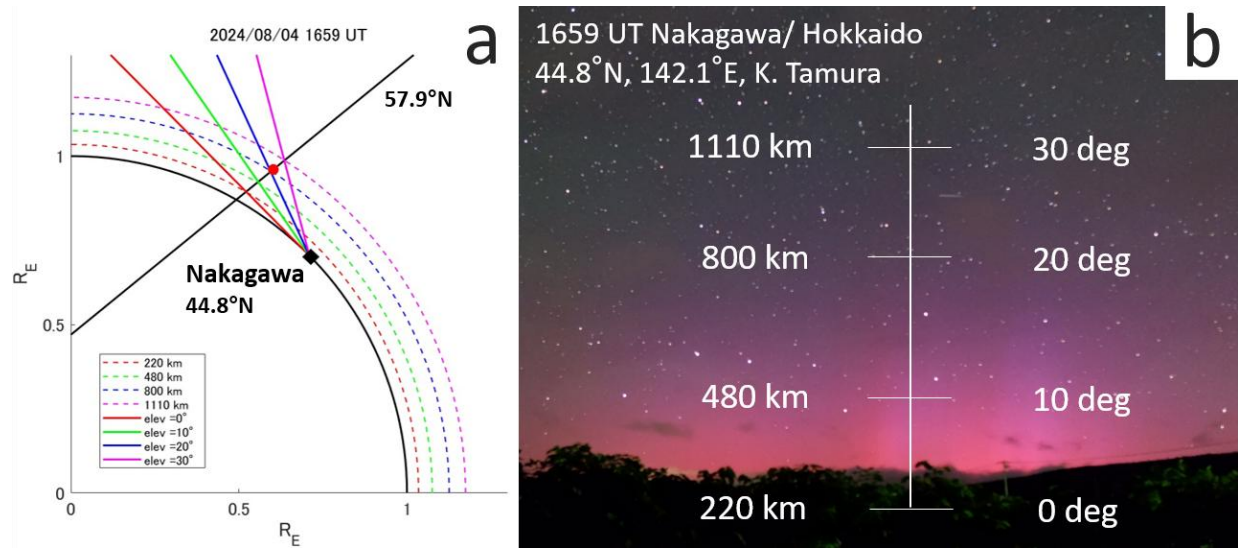 2024/08/04 1659 UT
a
57.9°N
1
Nakagawa
44.8°N
R_E
0.5
220 km
480 km
800 km
1110 km
elev =0°
elev =10°
elev =20°
elev =30°
0
0
0.5
1
R_E
b
1659 UT Nakagawa/ Hokkaido
44.8°N, 142.1°E, K. Tamura
1110 km 30 deg
800 km 20 deg
480 km 10 deg
220 km 0 deg